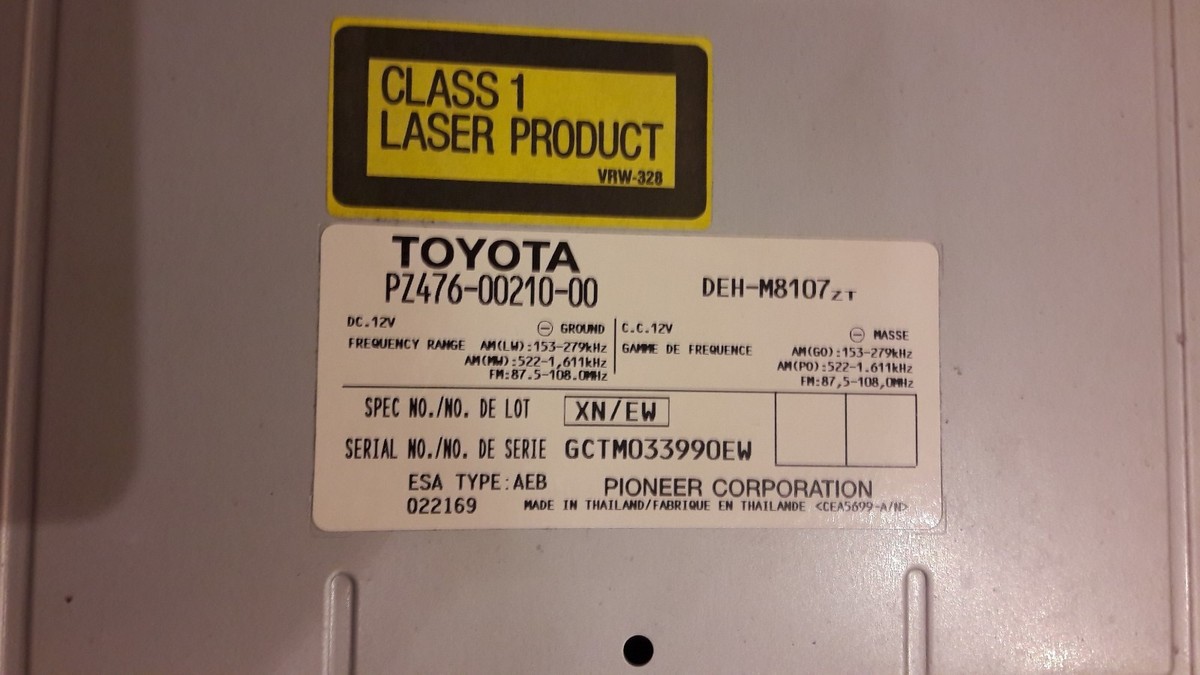 CLASS 1
LASER PRODUCT
VRW-328
TOYOTA
PZ476-00210-00
DEH-M8107ZT
DC.12V
⊖ GROUND
FREQUENCY RANGE AM(LW):153-279kHz
AM(MW):522-1,611kHz
FM:87.5-108.0MHz
C.C.12V
⊖ MASSE
GAMME DE FREQUENCE
AM(GO):153-279kHz
AM(PO):522-1.611kHz
FM:87,5-108,0MHz
SPEC NO./NO. DE LOT XN/EW
SERIAL NO./NO. DE SERIE GCTM033990EW
ESA TYPE:AEB
022169
PIONEER CORPORATION
MADE IN THAILAND/FABRIQUE EN THAILANDE <CEA5699-A/N>